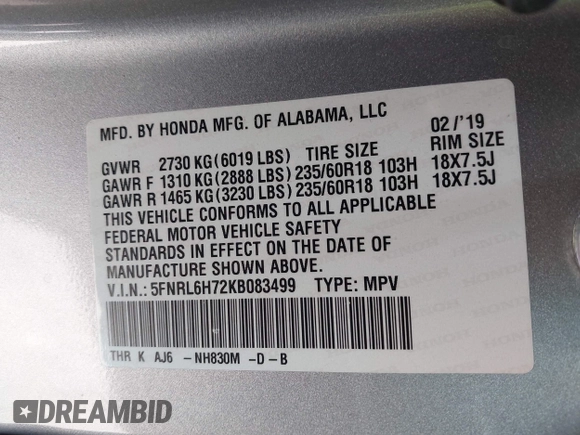 MFD. BY HONDA MFG. OF ALABAMA, LLC
02/'19
GVWR 2730 KG(6019 LBS) TIRE SIZE RIM SIZE
GAWR F 1310 KG(2888 LBS) 235/60R18 103H 18X7.5J
GAWR R 1465 KG(3230 LBS) 235/60R18 103H 18X7.5J
THIS VEHICLE CONFORMS TO ALL APPLICABLE
FEDERAL MOTOR VEHICLE SAFETY
STANDARDS IN EFFECT ON THE DATE OF
MANUFACTURE SHOWN ABOVE.
V.I.N.: 5FNRL6H72KB083499 TYPE: MPV
THR K AJ6 -NH830M -D-B
DREAMBID